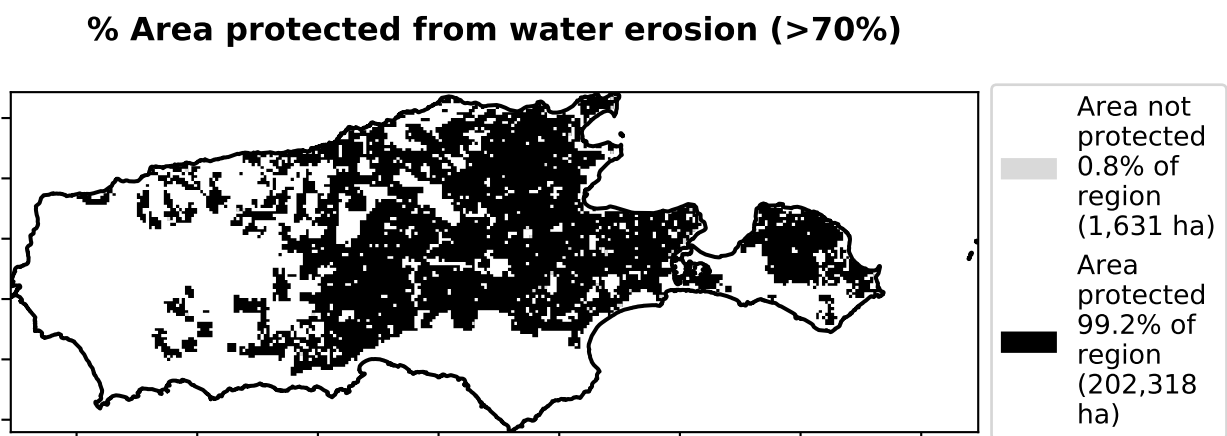 % Area protected from water erosion (>70%)
Area not
protected
0.8% of
region
(1,631 ha)
Area
protected
99.2% of
region
(202,318
ha)